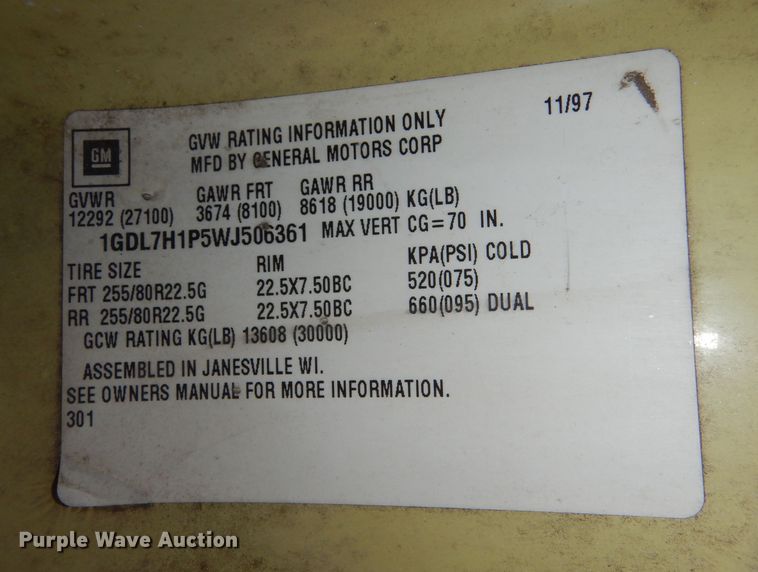 11/97
GM
GVW RATING INFORMATION ONLY
MFD BY GENERAL MOTORS CORP
GVWR GAWR FRT GAWR RR
12292 (27100) 3674 (8100) 8618 (19000) KG(LB)
1GDL7H1P5WJ506361 MAX VERT CG=70 IN.
TIRE SIZE RIM KPA(PSI) COLD
FRT 255/80R22.5G 22.5X7.50BC 520(075)
RR 255/80R22.5G 22.5X7.50BC 660(095) DUAL
GCW RATING KG(LB) 13608 (30000)
ASSEMBLED IN JANESVILLE WI.
SEE OWNERS MANUAL FOR MORE INFORMATION.
301
Purple Wave Auction